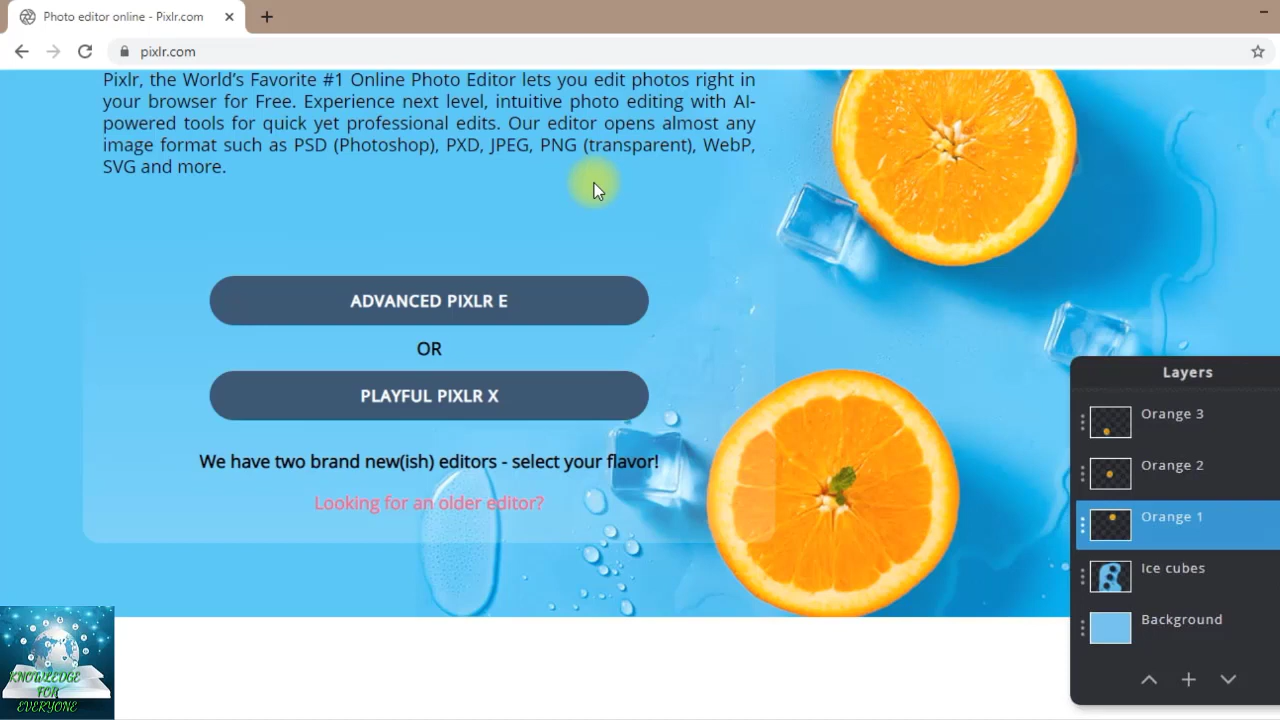 Photo editor online - Pixlr.com
pixlr.com
Pixlr, the World's Favorite #1 Online Photo Editor lets you edit photos right in
your browser for Free. Experience next level, intuitive photo editing with AI-
powered tools for quick yet professional edits. Our editor opens almost any
image format such as PSD (Photoshop), PXD, JPEG, PNG (transparent), WebP,
SVG and more.
ADVANCED PIXLR E
OR
PLAYFUL PIXLR X
We have two brand new(ish) editors - select your flavor!
Looking for an older editor?
Layers
Orange 3
Orange 2
Orange 1
Ice cubes
Background
KNOWLEDGE
FOR
EVERYONE